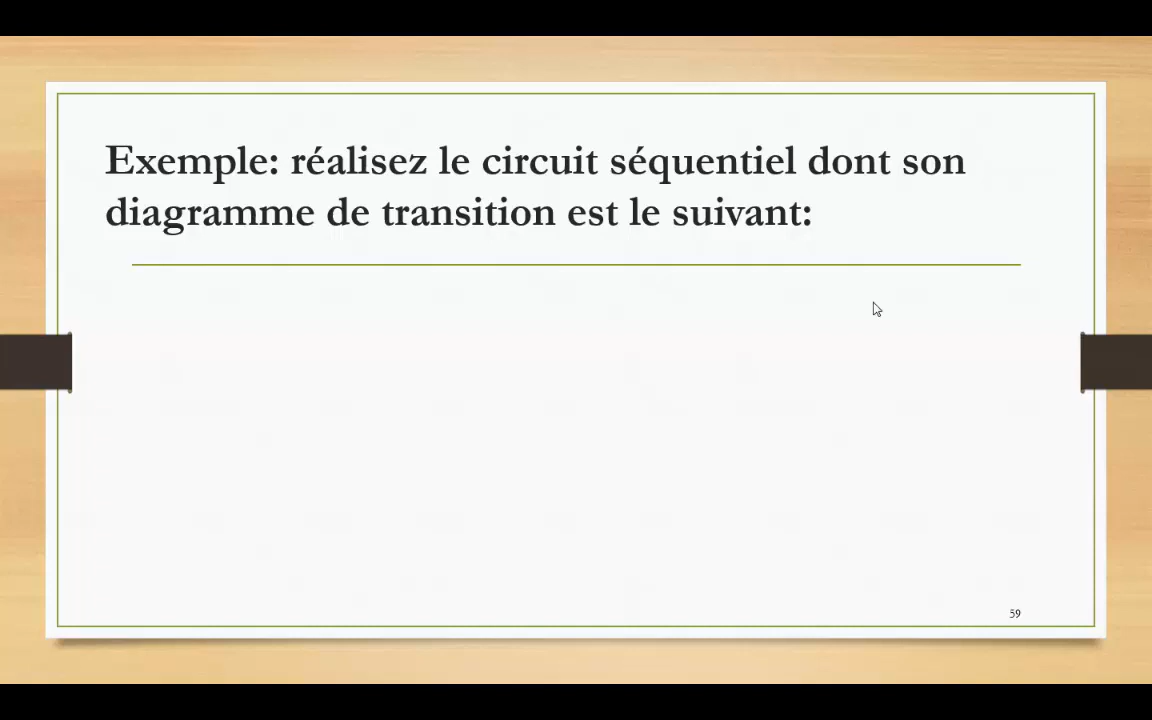 Exemple: réalisez le circuit séquentiel dont son
diagramme de transition est le suivant:
59